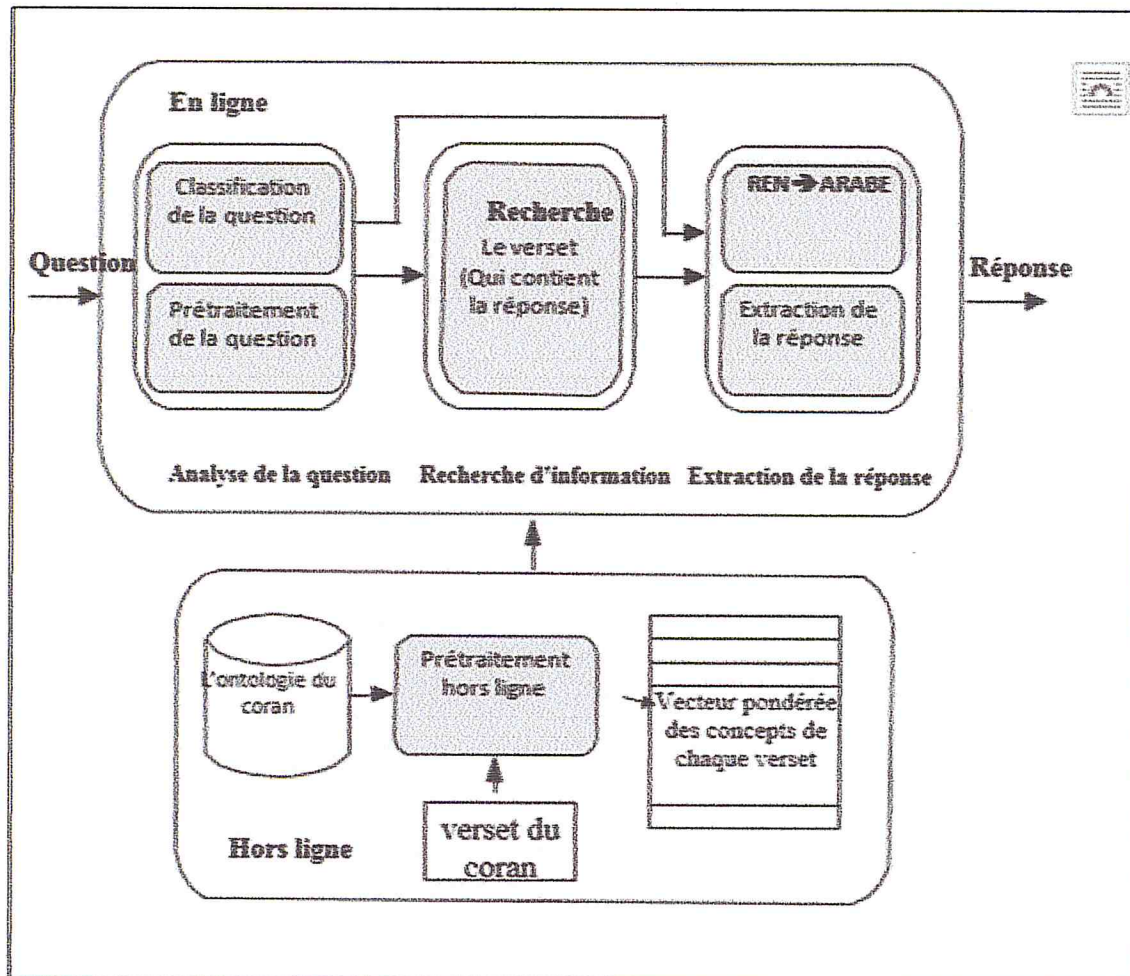 En ligne
Classification
de la question
Prétraitement
de la question
Question
Recherche
Le verset
(Qui contient
la réponse)
REN➔ARABE
Extraction de
la réponse
Réponse
Analyse de la question
Recherche d'information
Extraction de la réponse
L'ontologie du
coran
Prétraitement
hors ligne
Vecteur pondérée
des concepts de
chaque verset
verset du
coran
Hors ligne